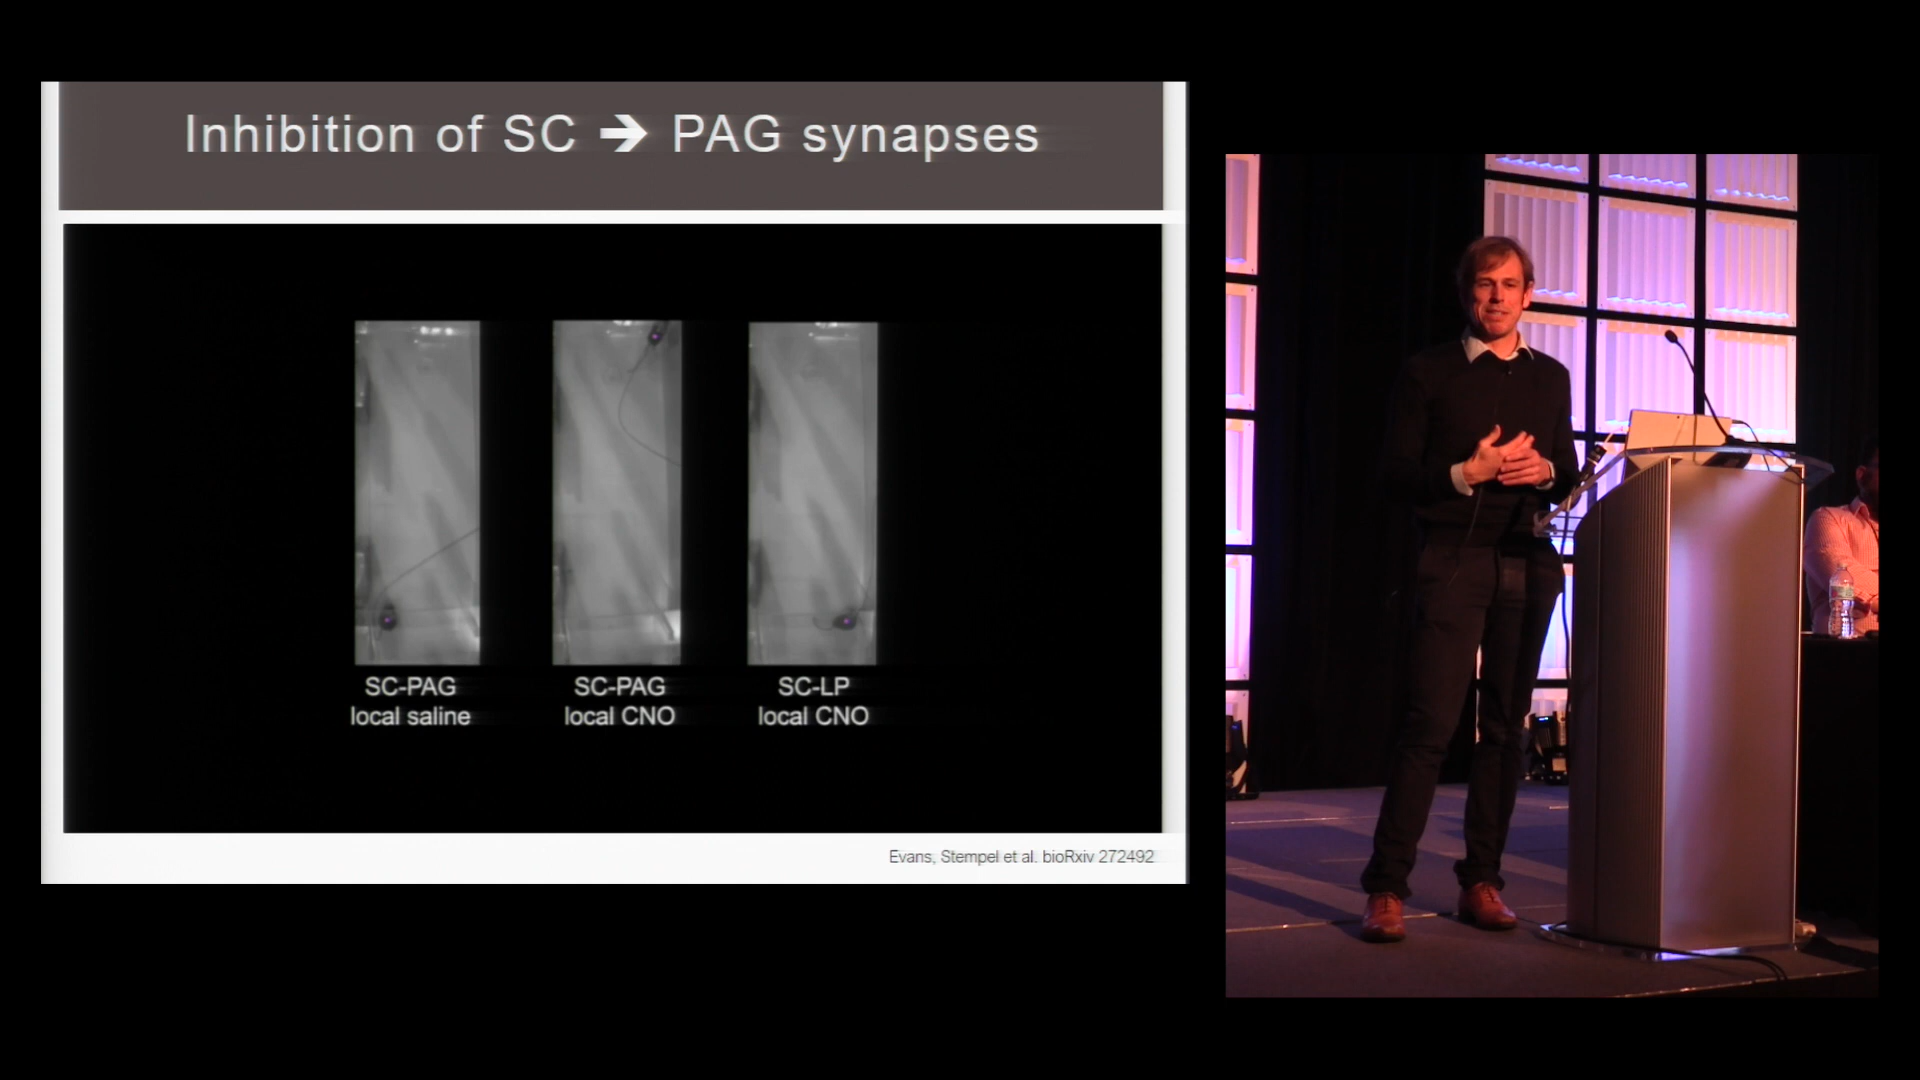 Inhibition of SC ➔ PAG synapses
SC-PAG
local saline
SC-PAG
local CNO
SC-LP
local CNO
Evans, Stempel et al. bioRxiv 272492